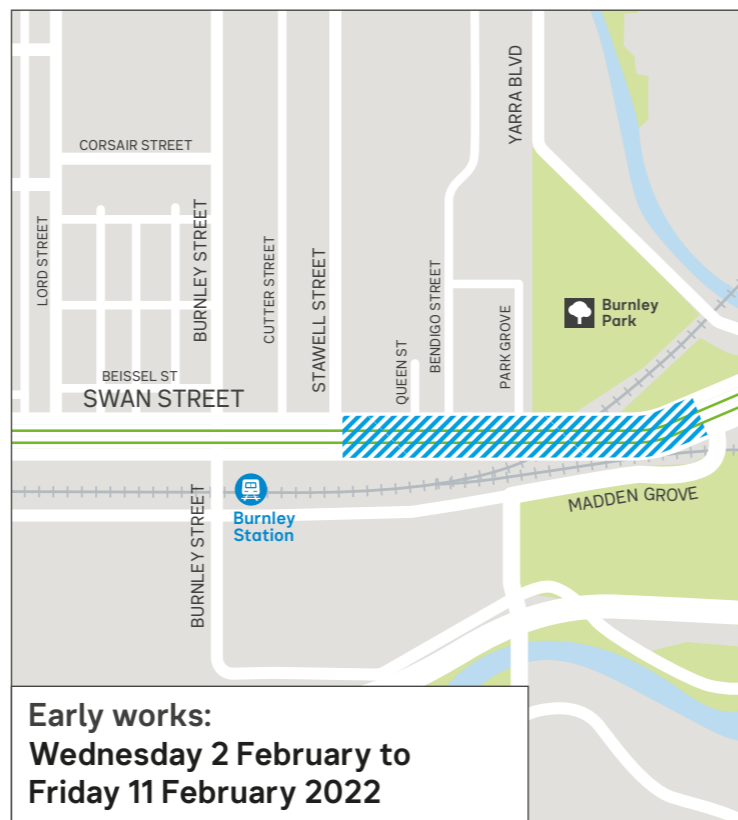 YARRA BLVD
CORSAIR STREET
LORD STREET
BURNLEY STREET
CUTTER STREET
STAWELL STREET
QUEEN ST
BENDIGO STREET
PARK GROVE
Burnley
Park
BEISSEL ST
SWAN STREET
BURNLEY STREET
Burnley
Station
MADDEN GROVE
Early works:
Wednesday 2 February to
Friday 11 February 2022